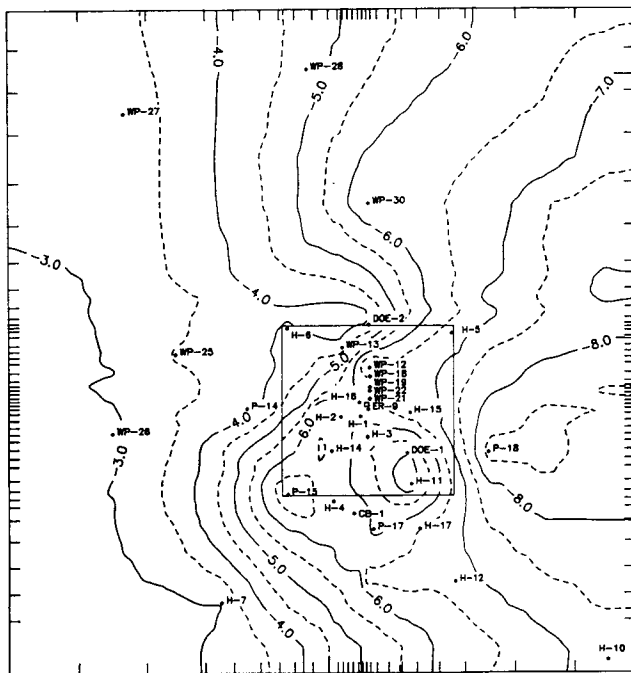 -4.0
-6.0
WP-28
-5.0
-7.0
WP-27
WP-30
-6.0
-3.0
-4.0
DOE-2
H-5
H-6
-8.0
WP-13
5.0
WP-25
WP-12
WP-18
WP-19
WP-22
WP-21
H-16
P-14
ER-9
H-15
4.0
H-2
H-1
6.0
WP-26
H-3
H-14
DOE-1
P-18
-3.0
H-11
P-15
-8.0
H-4
CB-1
P-17
H-17
5.0
H-12
H-7
6.0
4.0
H-10